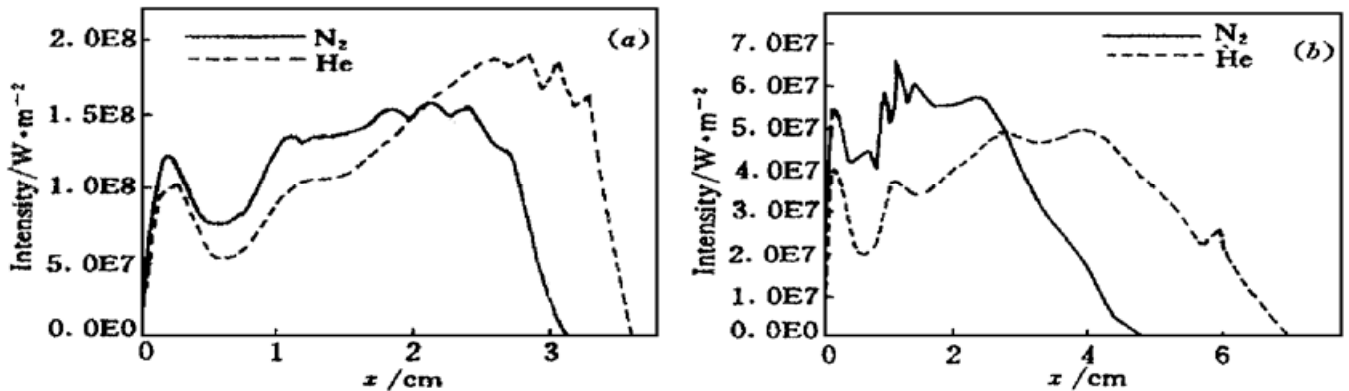 Intensity/W·m⁻²
2. 0E8
1. 5E8
1. 0E8
5. 0E7
0. 0E0
N₂
He
(a)
0
1
2
3
x /cm
Intensity/W·m⁻²
7. 0E7
6. 0E7
5. 0E7
4. 0E7
3. 0E7
2. 0E7
1. 0E7
0. 0E0
N₂
He
(b)
0
2
4
6
x /cm